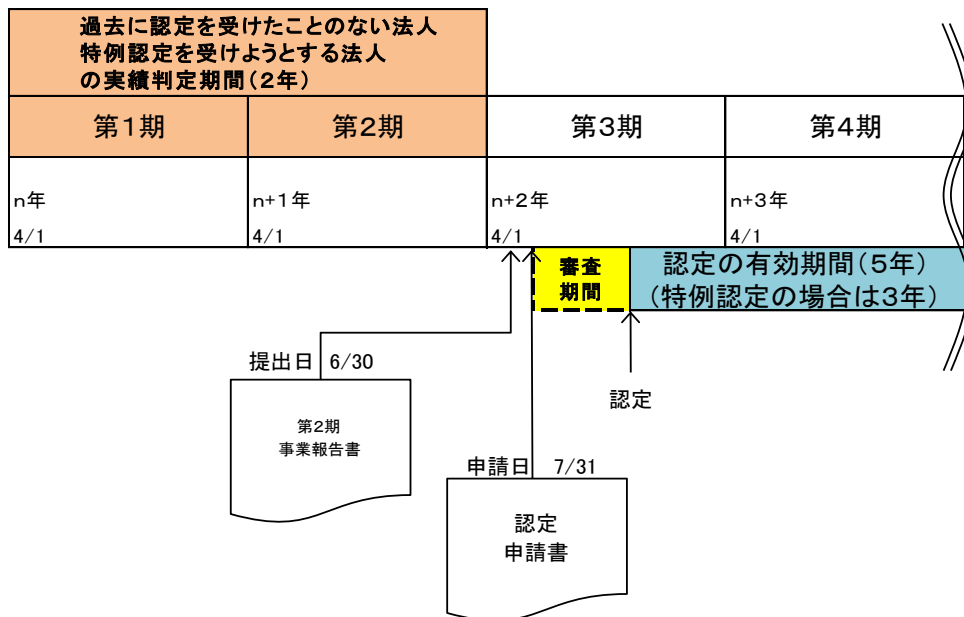 過去に認定を受けたことのない法人
特例認定を受けようとする法人
の実績判定期間（２年）
第１期
第２期
第３期
第４期
n年
n+1年
n+2年
n+3年
4/1
4/1
4/1
4/1
審査
期間
認定の有効期間（５年）
（特例認定の場合は３年）
提出日 6/30
認定
第2期
事業報告書
申請日 7/31
認定
申請書